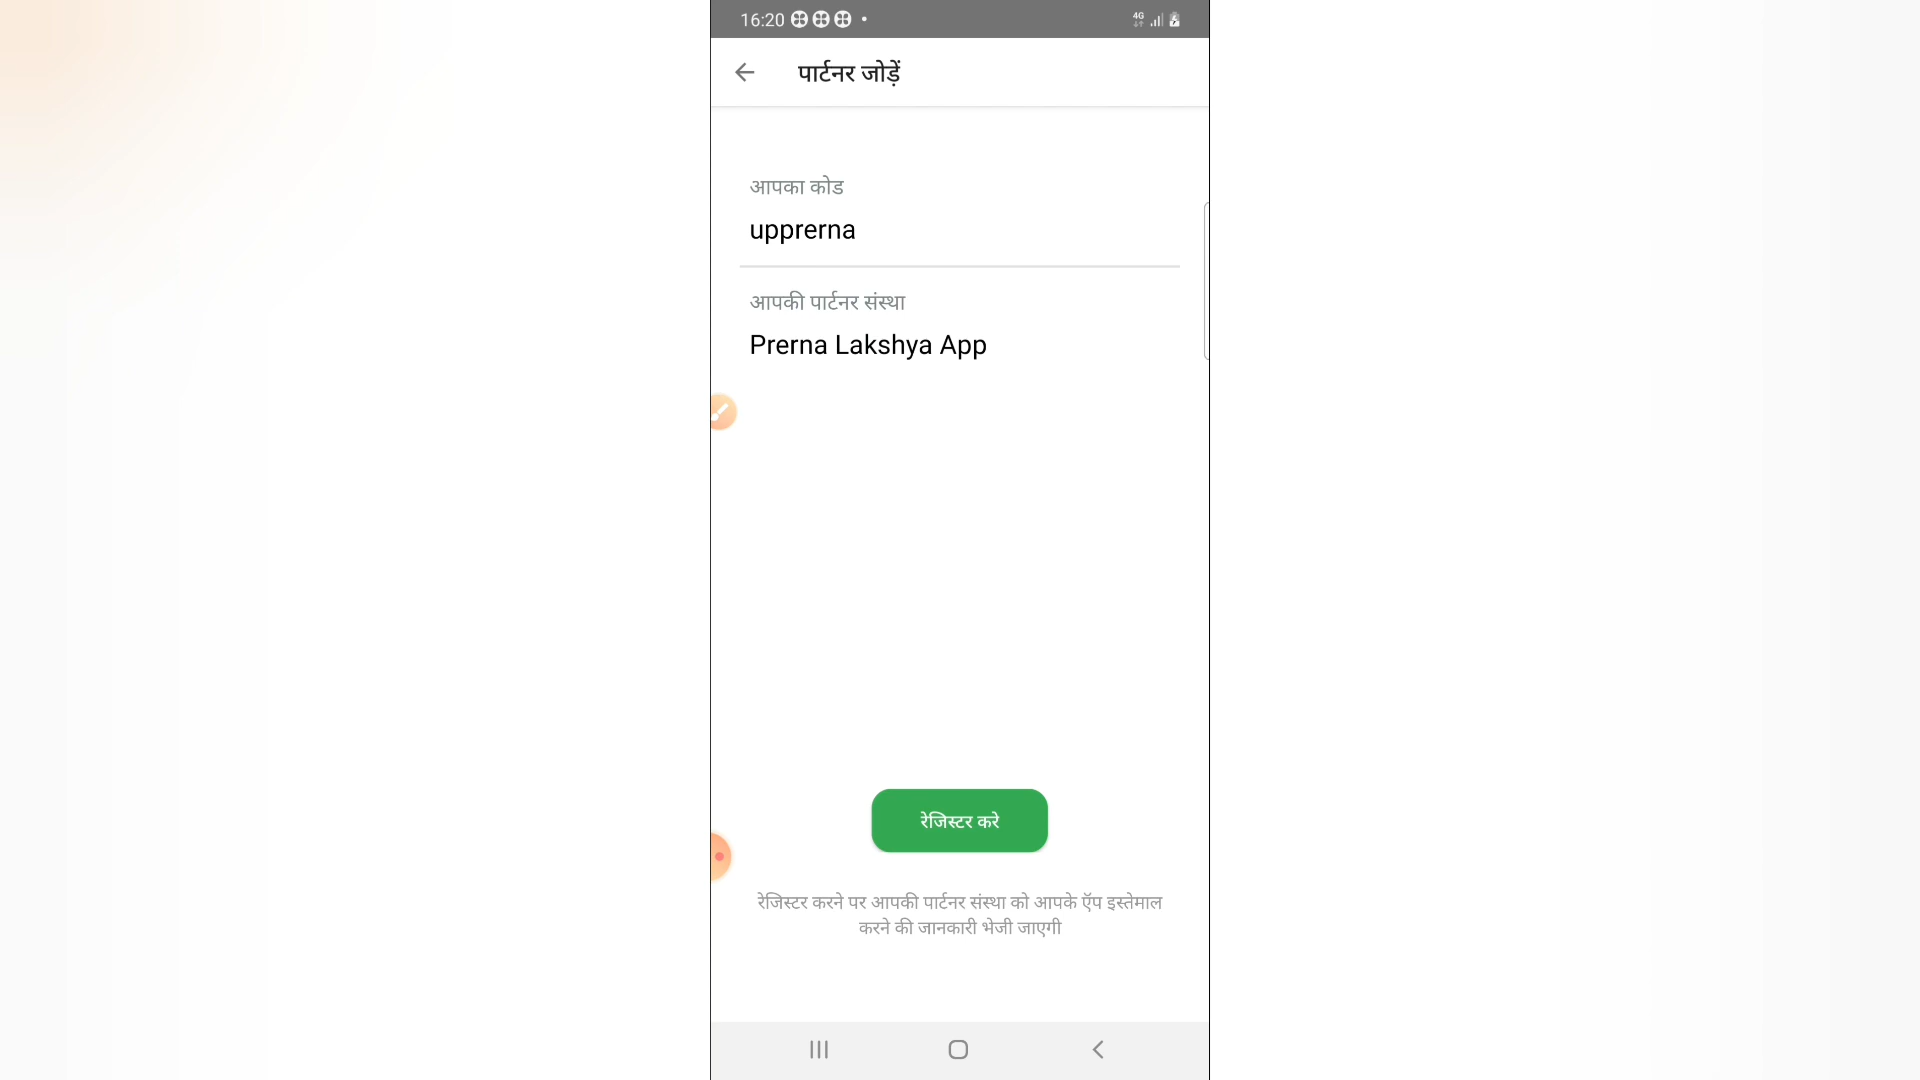 16:20
4G
पार्टनर जोड़ें
आपका कोड
upprerna
आपकी पार्टनर संस्था
Prerna Lakshya App
रेजिस्टर करे
रेजिस्टर करने पर आपकी पार्टनर संस्था को आपके ऍप इस्तेमाल
करने की जानकारी भेजी जाएगी